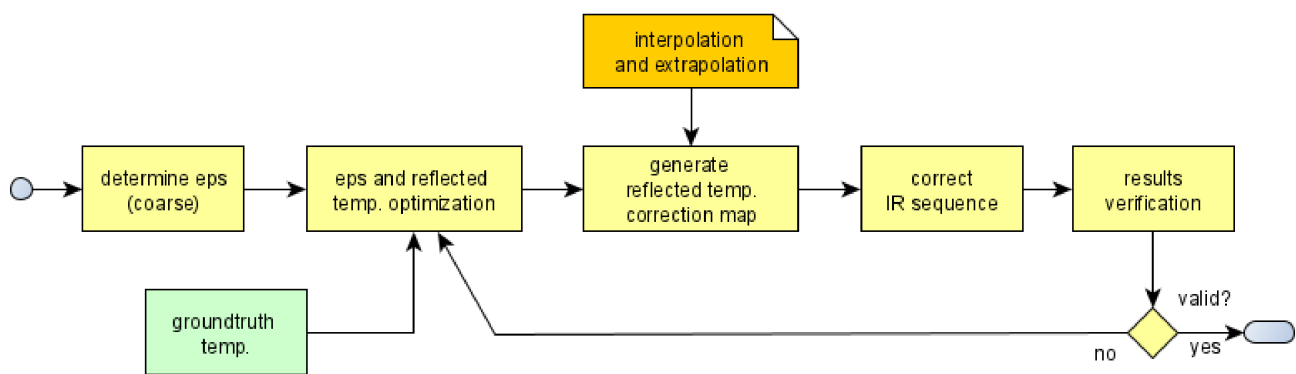 interpolation
and extrapolation
determine eps
(coarse)
eps and reflected
temp. optimization
generate
reflected temp.
correction map
correct
IR sequence
results
verification
groundtruth
temp.
valid?
no
yes